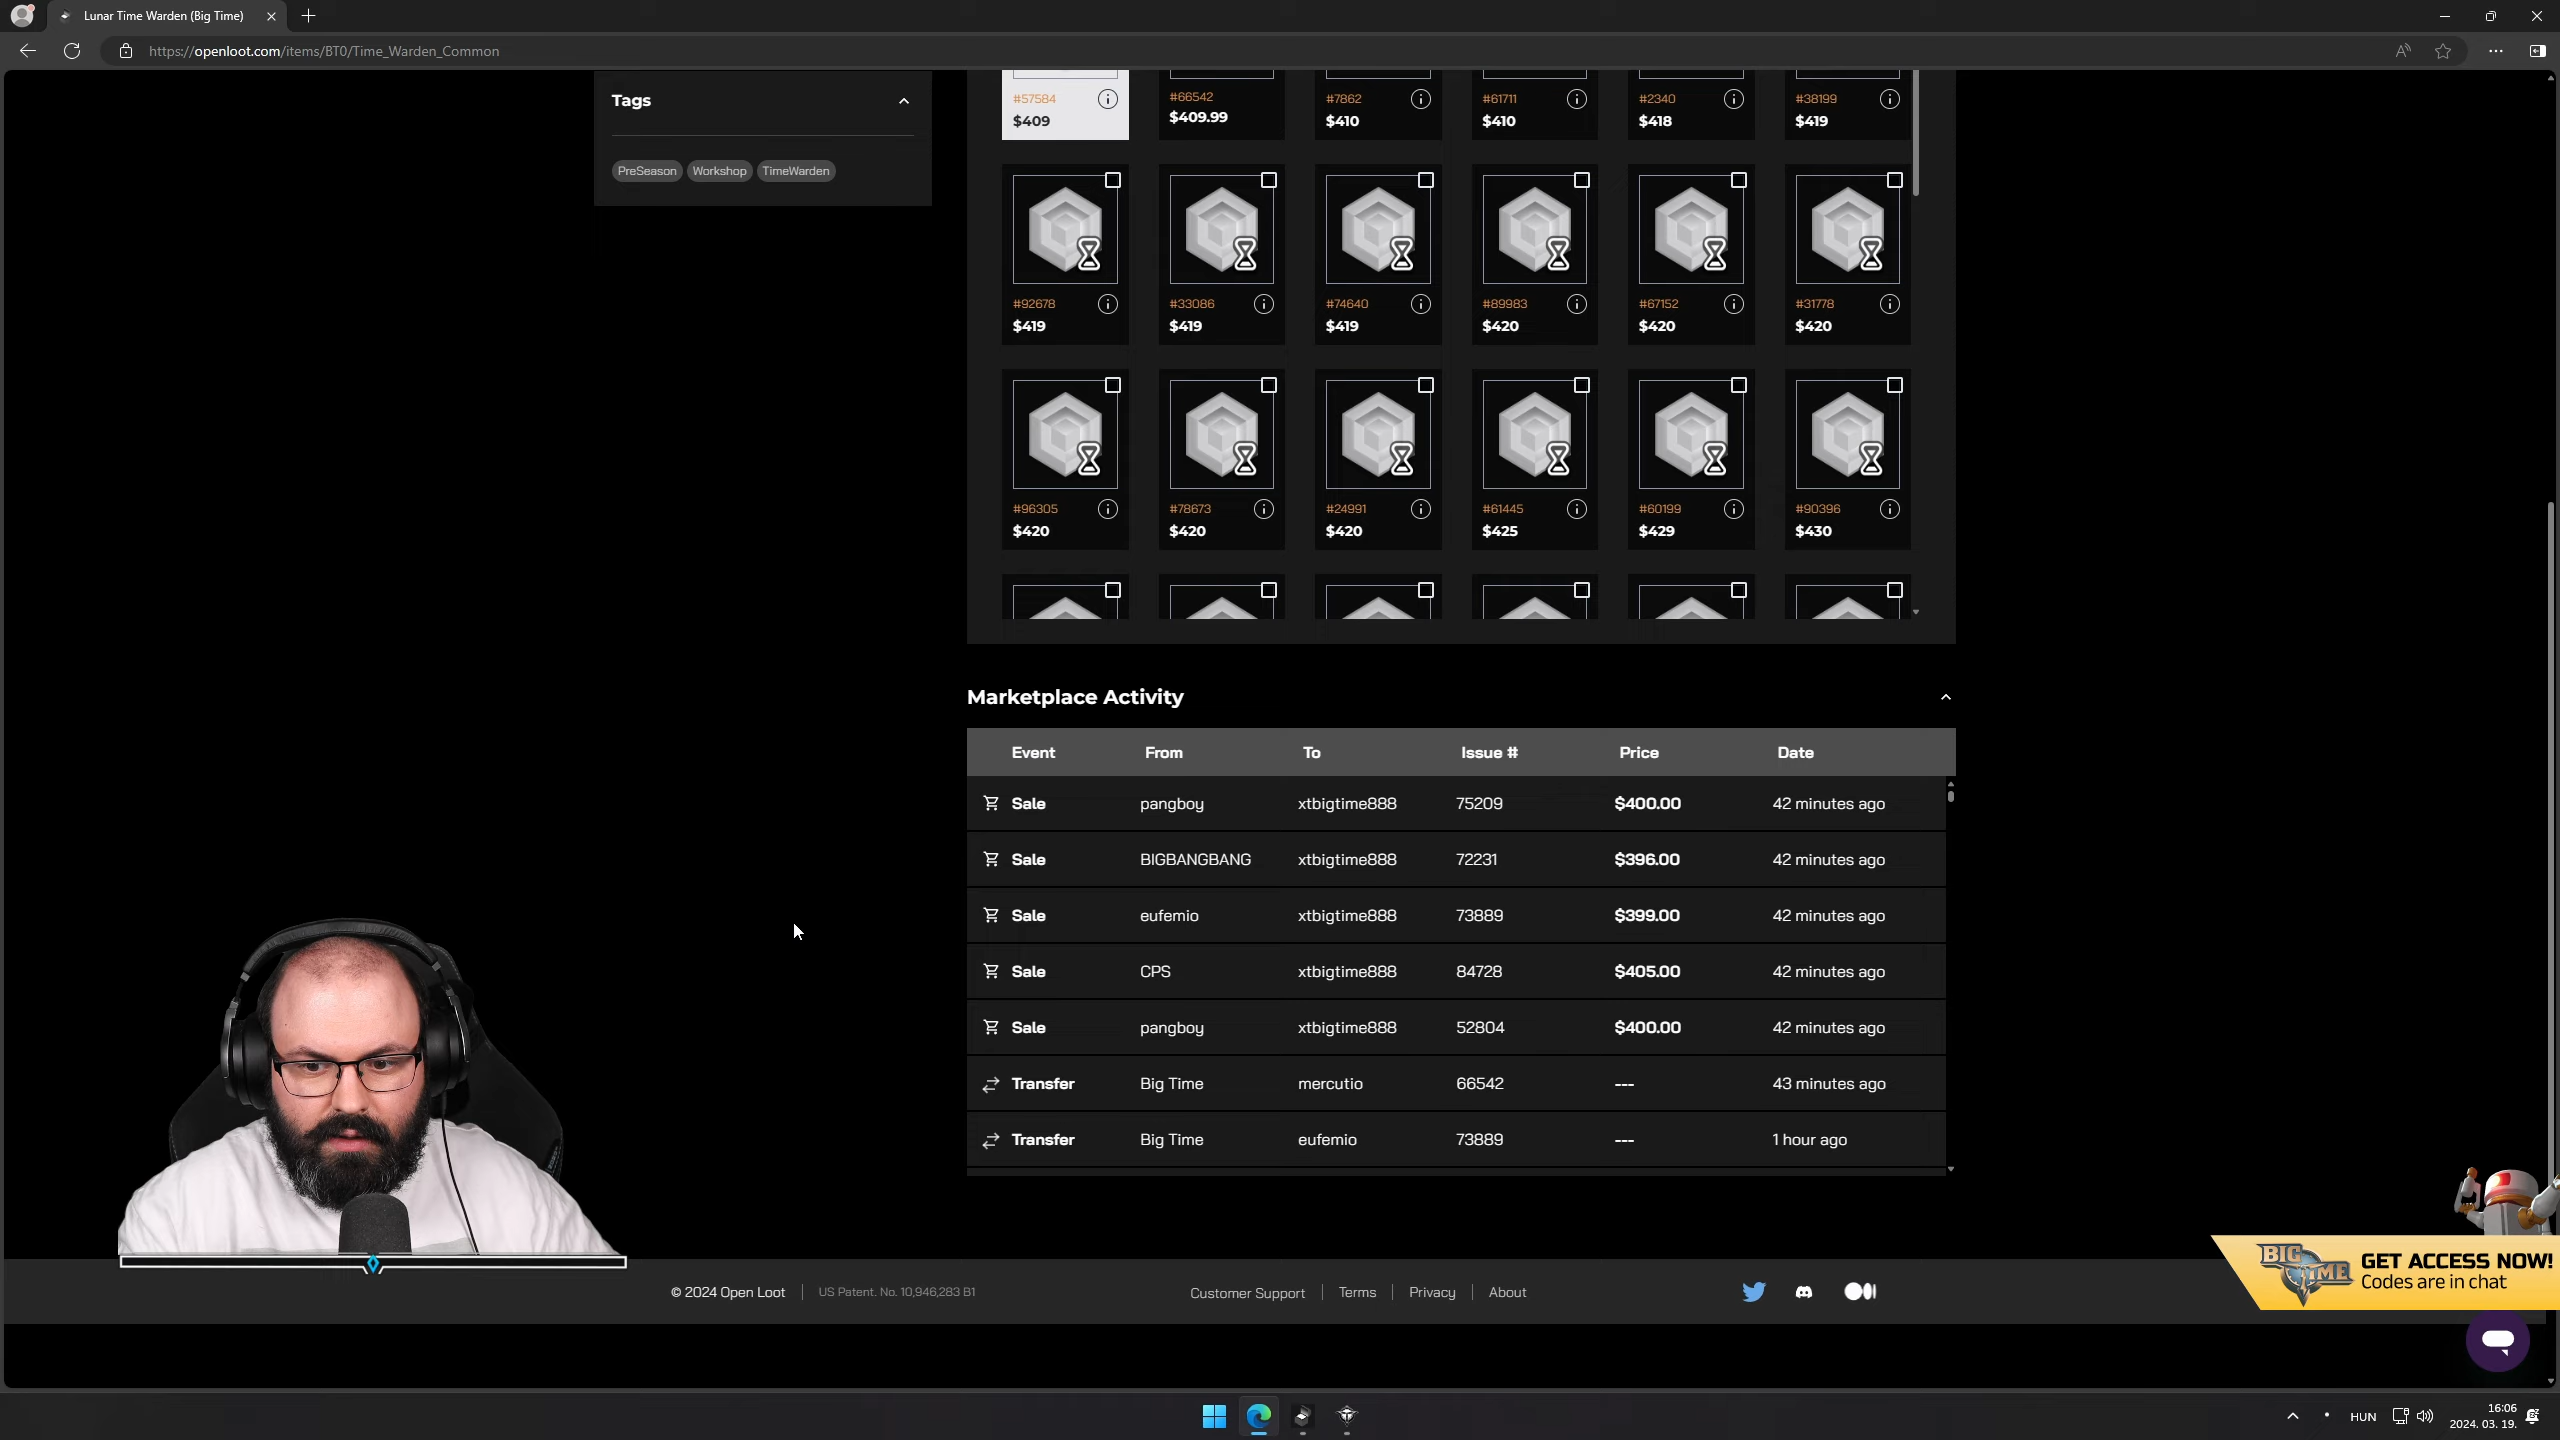 Lunar Time Warden (Big Time)
https://openloot.com/items/BT0/Time_Warden_Common
Tags
PreSeason Workshop TimeWarden
#57584 #66542 #7862 #61711 #2340 #38199
$409 $409.99 $410 $410 $418 $419
#92678 #33086 #74640 #89983 #67152 #31778
$419 $419 $419 $420 $420 $420
#96305 #78673 #24991 #61445 #60199 #90396
$420 $420 $420 $425 $429 $430
Marketplace Activity
Event From To Issue # Price Date
Sale pangboy xtbigtime888 75209 $400.00 42 minutes ago
Sale BIGBANGBANG xtbigtime888 72231 $396.00 42 minutes ago
Sale eufemio xtbigtime888 73889 $399.00 42 minutes ago
Sale CPS xtbigtime888 84728 $405.00 42 minutes ago
Sale pangboy xtbigtime888 52804 $400.00 42 minutes ago
Transfer Big Time mercutio 66542 --- 43 minutes ago
Transfer Big Time eufemio 73889 --- 1 hour ago
BIG TIME
GET ACCESS NOW!
Codes are in chat
© 2024 Open Loot US Patent. No. 10,946,283 B1 Customer Support Terms Privacy About
HUN
16:06
2024. 03. 19.